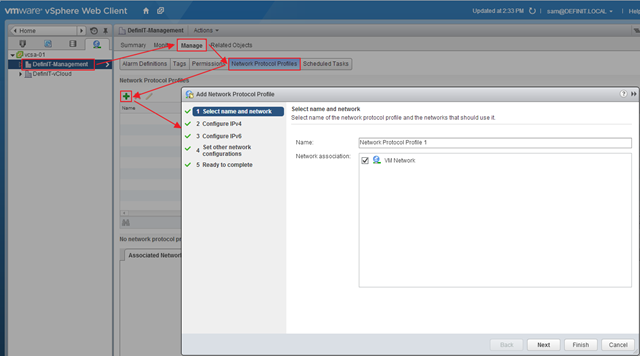 vmware® vSphere Web Client
Updated at 2:33 PM
sam@DEFINIT.LOCAL
Help
Home
DefinIT-Management
Actions
Summary
Manage
Related Objects
vcsa-01
DefinIT-Management
DefinIT-vCloud
Alarm Definitions
Tags
Permissions
Network Protocol Profiles
Scheduled Tasks
Network Protocol Profiles
Name
Add Network Protocol Profile
1 Select name and network
2 Configure IPv4
3 Configure IPv6
4 Set other network
configurations
5 Ready to complete
Select name and network
Select name of the network protocol profile and the networks that should use it.
Name:
Network Protocol Profile 1
Network association:
VM Network
No network protocol pr
Associated Network
Back
Next
Finish
Cancel